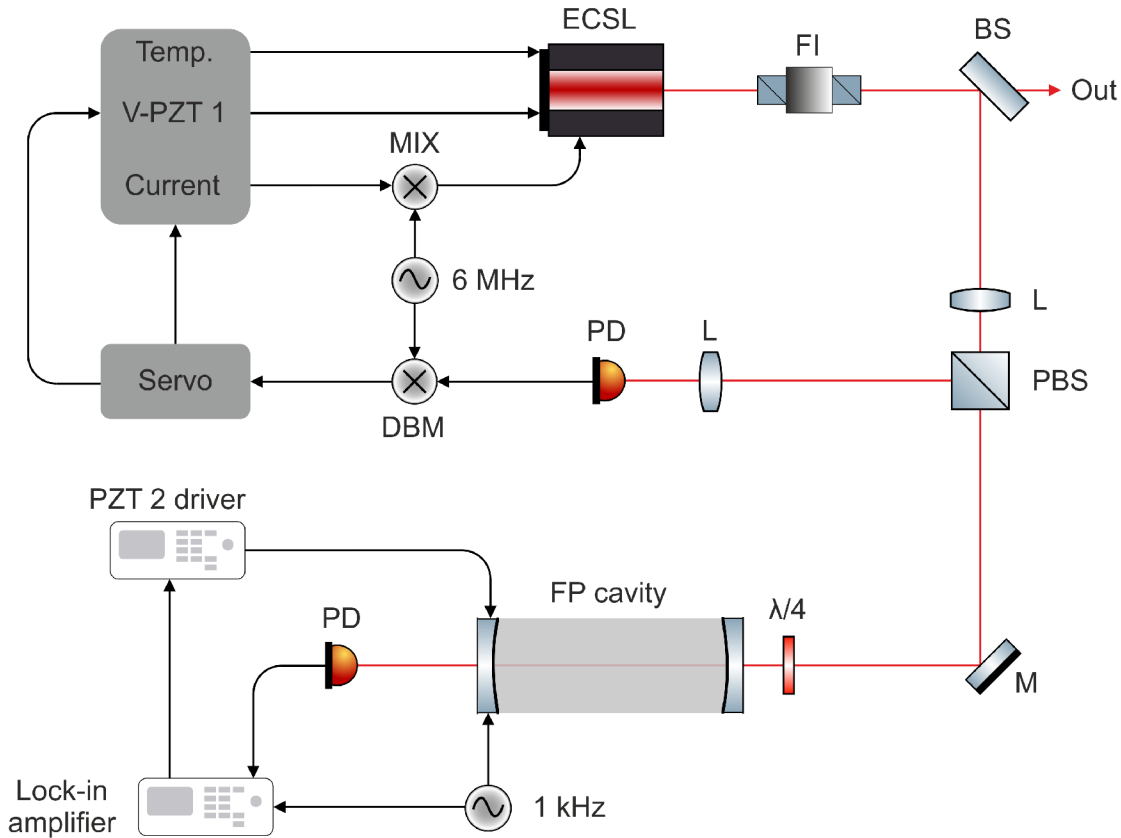 ECSL
BS
FI
Temp.
V-PZT 1
Out
MIX
Current
6 MHz
L
PD
L
Servo
PBS
DBM
PZT 2 driver
FP cavity
λ/4
PD
M
Lock-in
amplifier
1 kHz